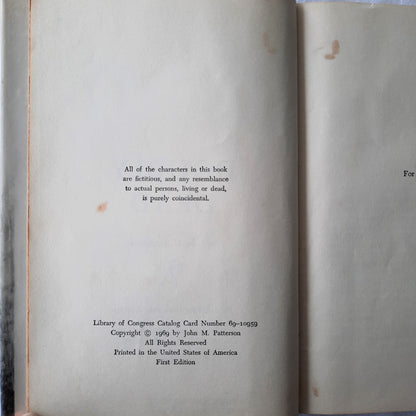 All of the characters in this book
are fictitious, and any resemblance
to actual persons, living or dead,
is purely coincidental.
Library of Congress Catalog Card Number 69-10959
Copyright © 1969 by John M. Patterson
All Rights Reserved
Printed in the United States of America
First Edition
For